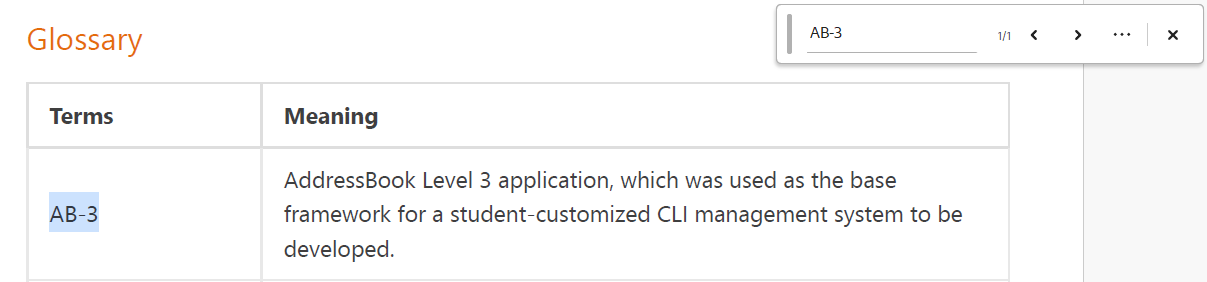 Glossary
AB-3
1/1
Terms
Meaning
AB-3
AddressBook Level 3 application, which was used as the base
framework for a student-customized CLI management system to be
developed.